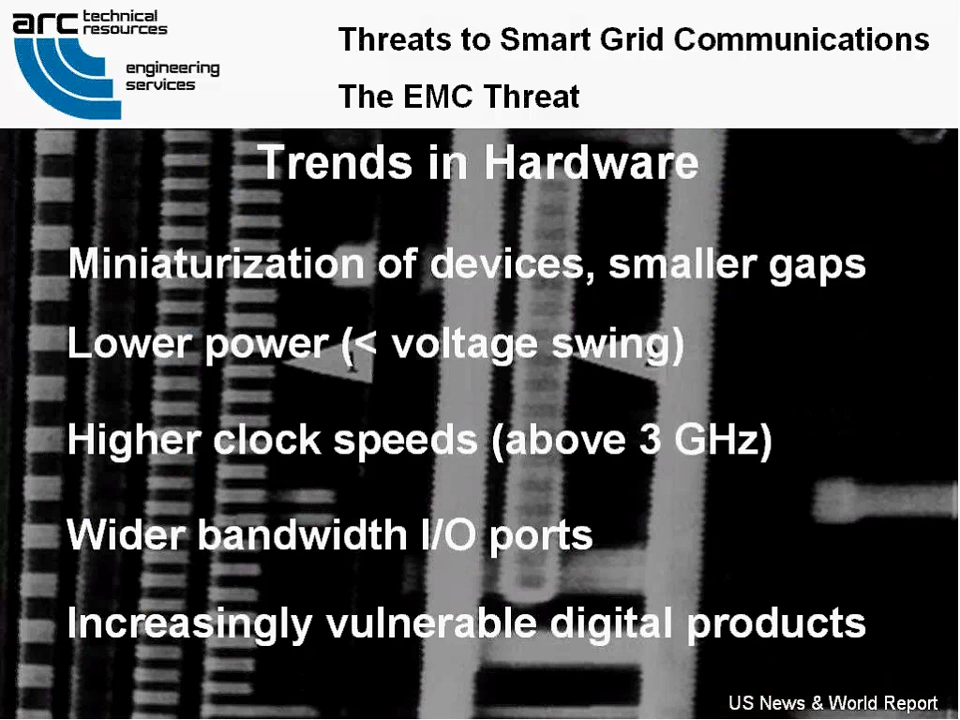 arc technical resources
engineering services
Threats to Smart Grid Communications
The EMC Threat
Trends in Hardware
Miniaturization of devices, smaller gaps
Lower power (< voltage swing)
Higher clock speeds (above 3 GHz)
Wider bandwidth I/O ports
Increasingly vulnerable digital products
US News & World Report